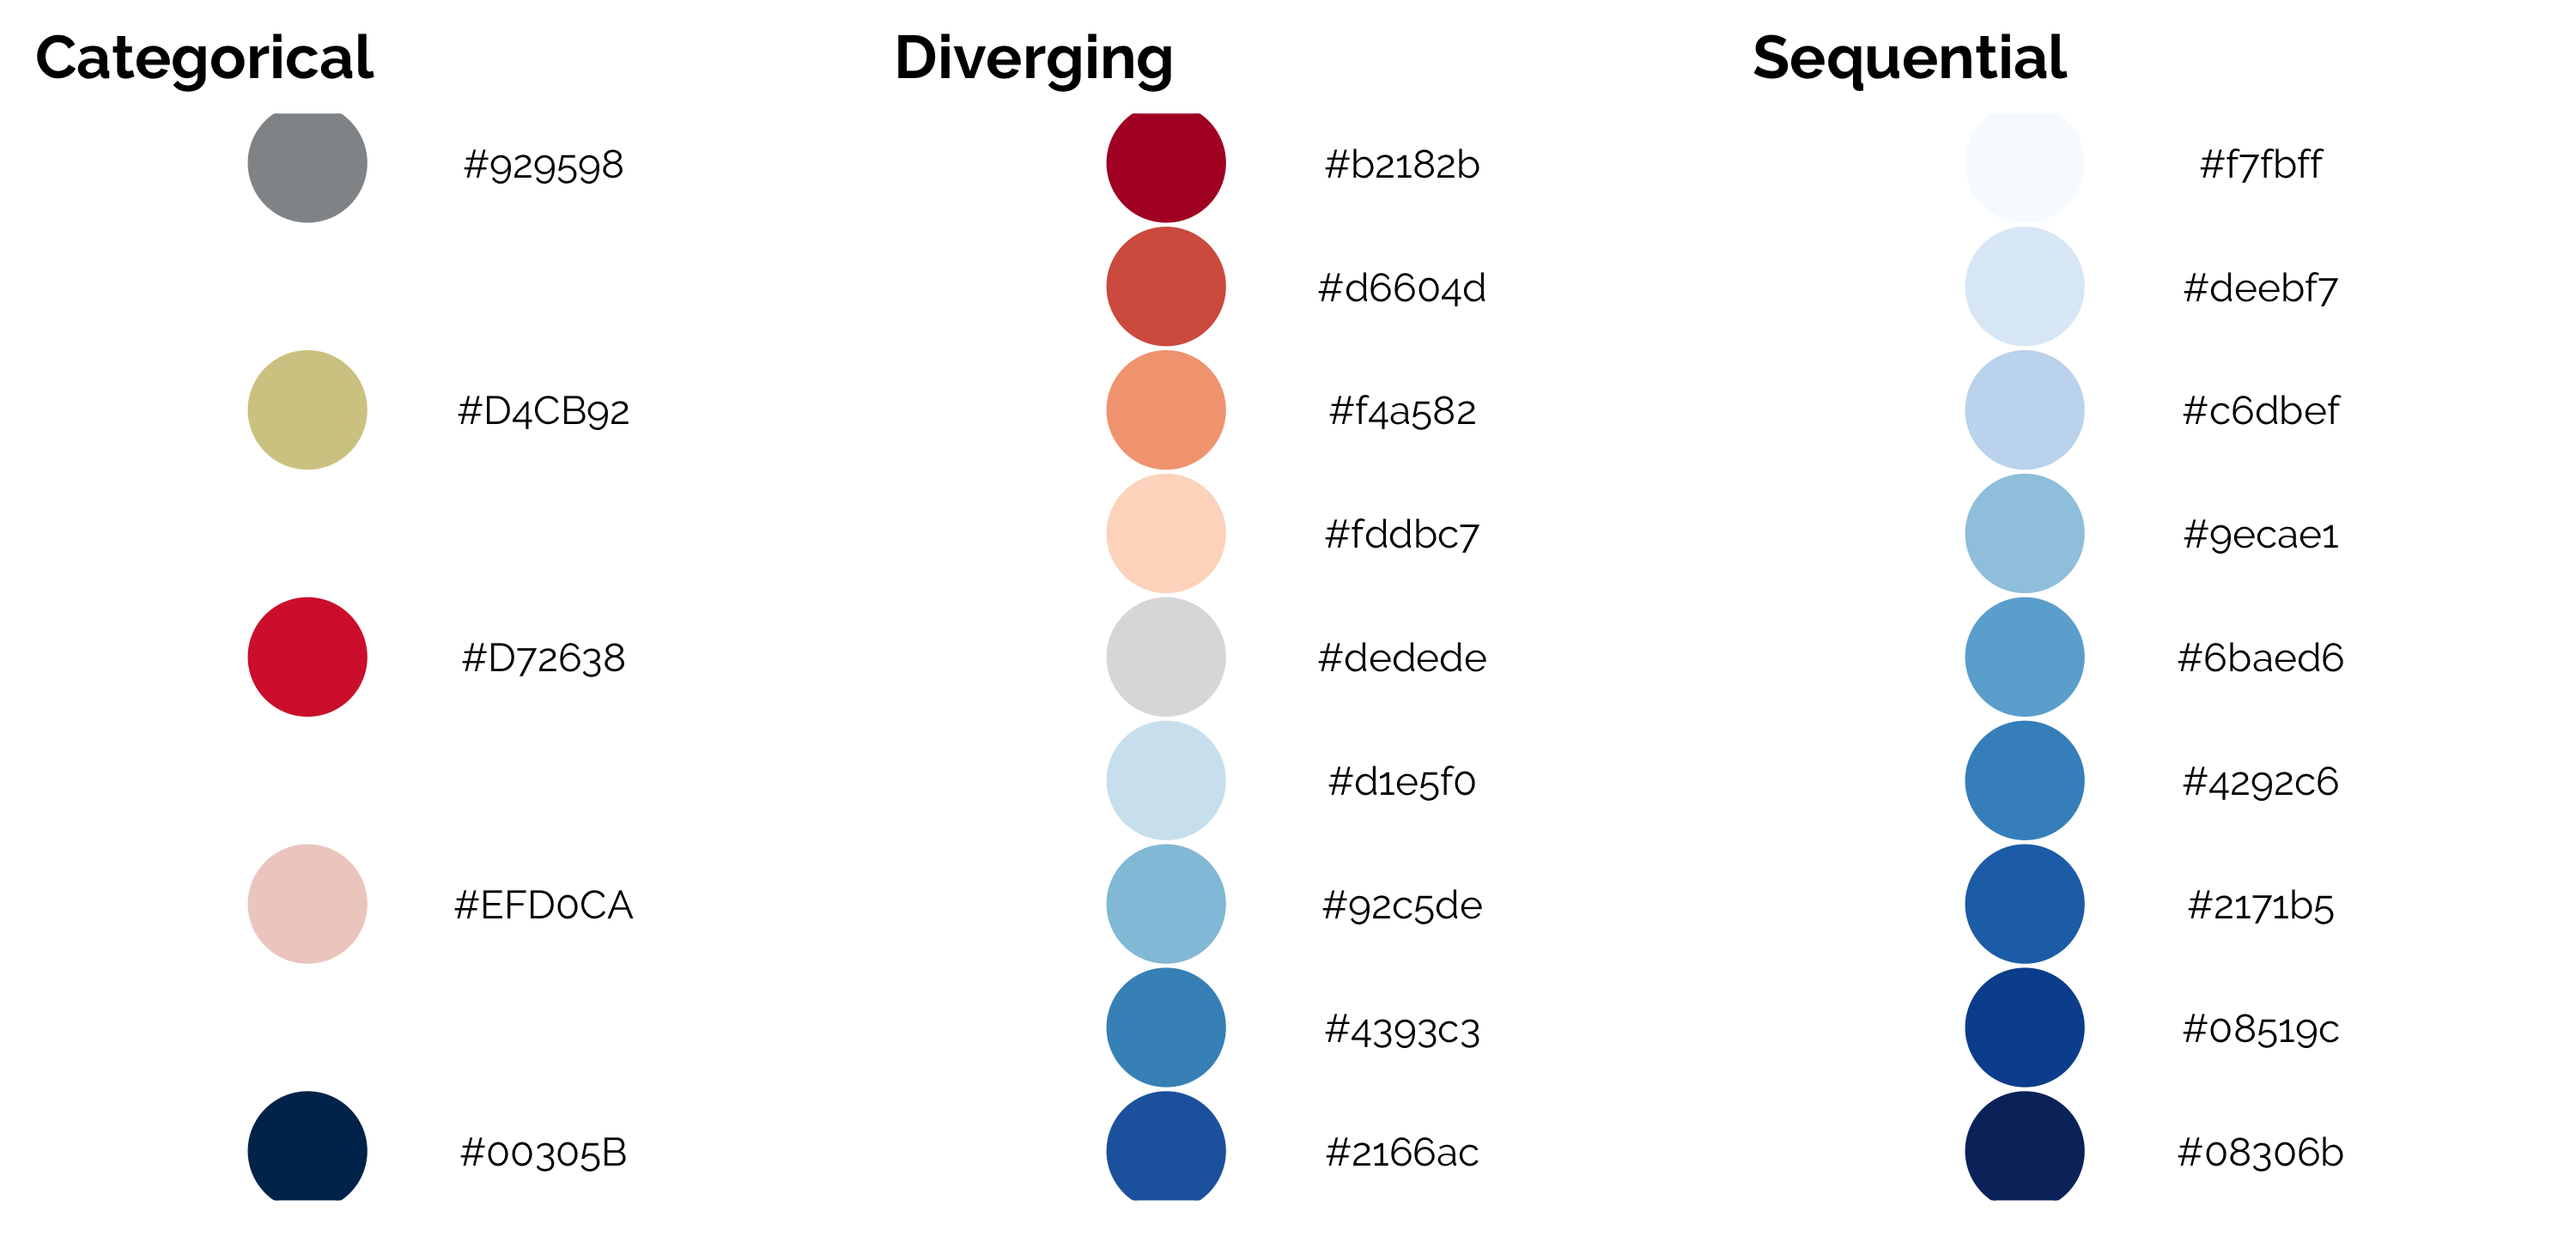 Categorical
#929598
#D4CB92
#D72638
#EFD0CA
#00305B
Diverging
#b2182b
#d6604d
#f4a582
#fddbc7
#dedede
#d1e5f0
#92c5de
#4393c3
#2166ac
Sequential
#f7fbff
#deebf7
#c6dbef
#9ecae1
#6baed6
#4292c6
#2171b5
#08519c
#08306b